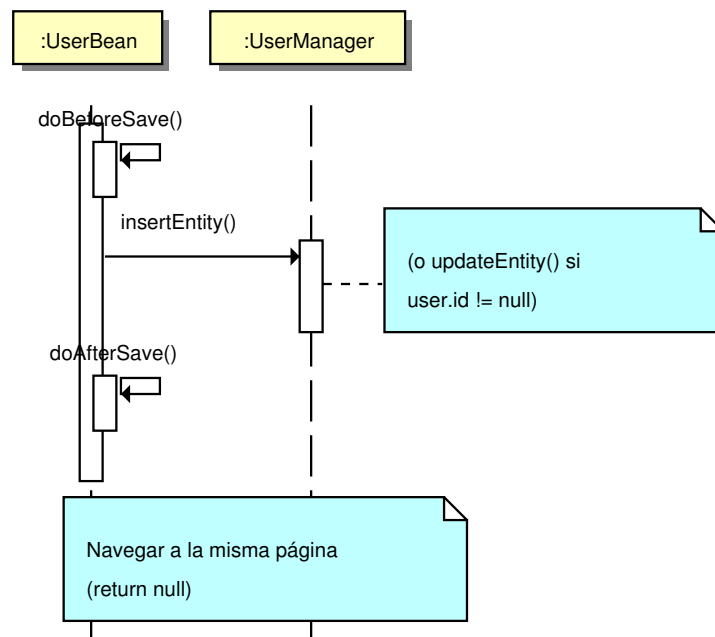 :UserBean
:UserManager
doBeforeSave()
insertEntity()
(o updateEntity() si
user.id != null)
doAfterSave()
Navegar a la misma página
(return null)